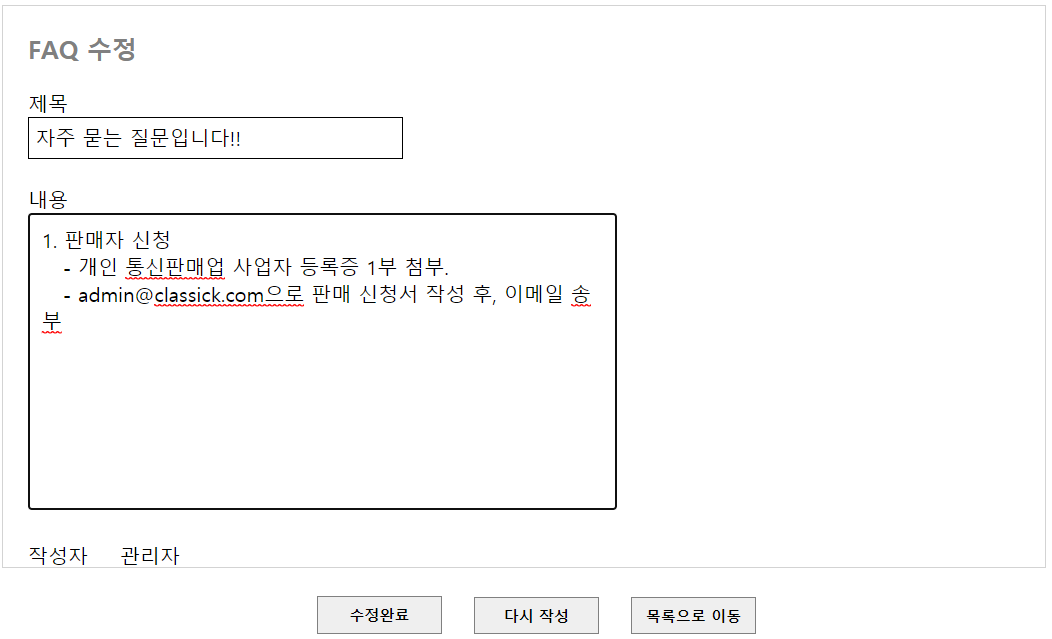 FAQ 수정
제목
자주 묻는 질문입니다!!
내용
1. 판매자 신청
- 개인 통신판매업 사업자 등록증 1부 첨부.
- admin@classick.com으로 판매 신청서 작성 후, 이메일 송
부
작성자 관리자
수정완료 다시 작성 목록으로 이동